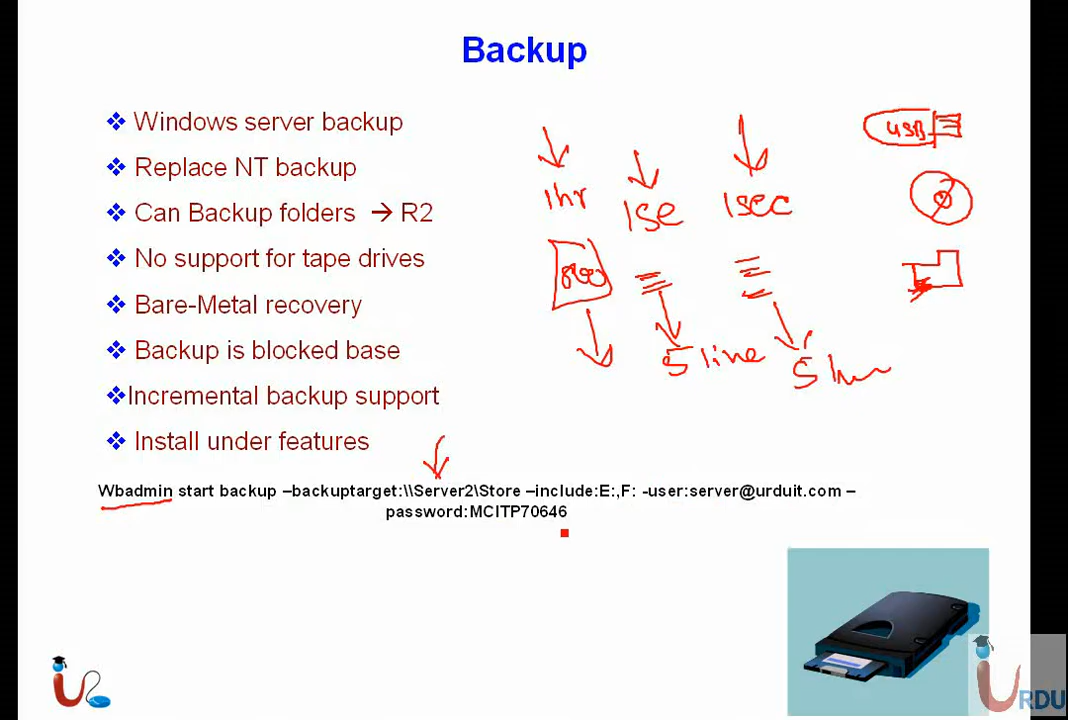 Backup
Windows server backup
Replace NT backup
Can Backup folders → R2
No support for tape drives
Bare-Metal recovery
Backup is blocked base
Incremental backup support
Install under features
Wbadmin start backup –backuptarget:\\Server2\Store –include:E:,F: -user:server@urduit.com –
password:MCITP70646
USB
1hr
1SE
1sec
5 line
5
URDU